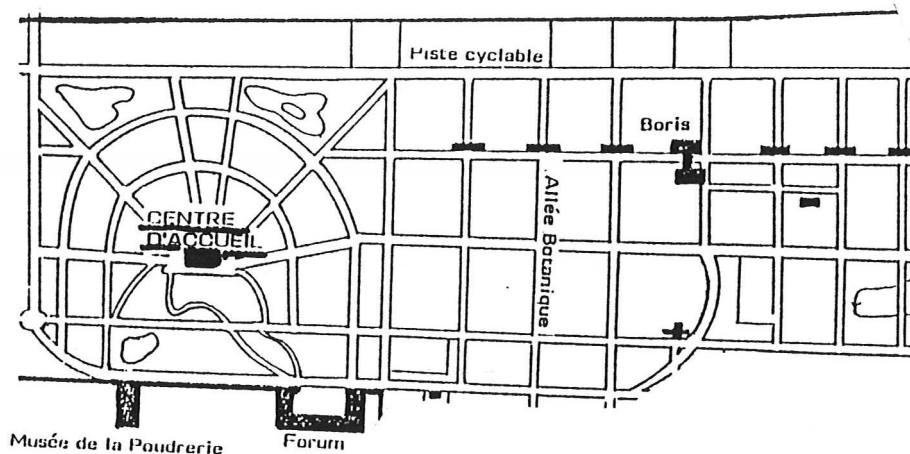 Piste cyclable
Boris
Allée Botanique
CENTRE
D'ACCUEIL
Musée de la Poudrerie
Forum